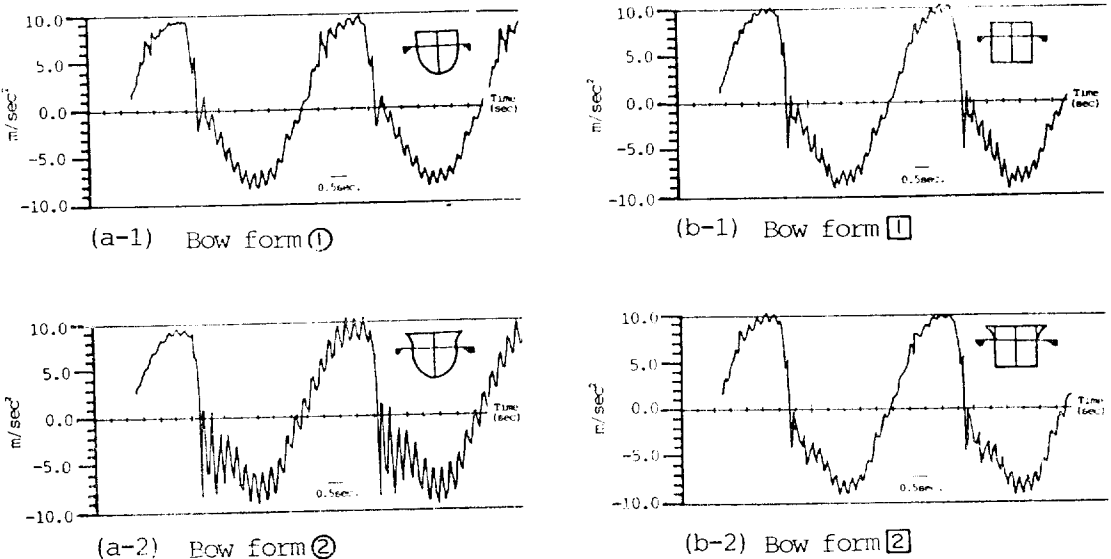 10.0
5.0
0.0
-5.0
-10.0
m/sec²
Time
(sec)
0.5sec.
(a-1) Bow form ①
10.0
5.0
0.0
-5.0
-10.0
m/sec²
Time
(sec)
0.5sec.
(b-1) Bow form 1
10.0
5.0
0.0
-5.0
-10.0
m/sec²
Time
(sec)
0.5sec.
(a-2) Bow form ②
10.0
5.0
0.0
-5.0
-10.0
m/sec²
Time
(sec)
0.5sec.
(b-2) Bow form 2